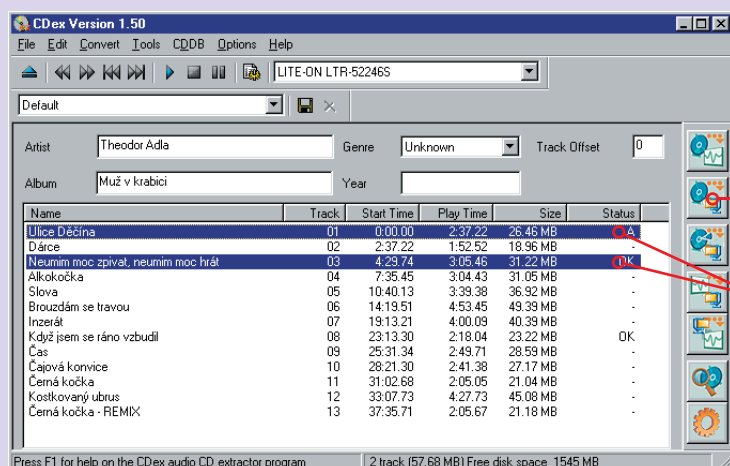 CDex Version 1.50
File Edit Convert Tools CDDB Options Help
LITE-ON LTR-52246S
Default
Artist Theodor Adla Genre Unknown Track Offset 0
Album Muž v krabici Year
Name Track Start Time Play Time Size Status
Ulice Děčína 01 0:00.00 2:37.22 26.46 MB A
Dárce 02 2:37.22 1:52.52 18.96 MB -
Neumim moc zpivat, neumim moc hrát 03 4:29.74 3:05.46 31.22 MB OK
Alkokočka 04 7:35.45 3:04.43 31.05 MB -
Slova 05 10:40.13 3:39.38 36.92 MB -
Brouzdám se travou 06 14:19.51 4:53.45 49.39 MB -
Inzerát 07 19:13.21 4:00.09 40.39 MB -
Když jsem se ráno vzbudil 08 23:13.30 2:18.04 23.22 MB OK
Čas 09 25:31.34 2:49.71 28.59 MB -
Čajová konvice 10 28:21.30 2:41.38 27.17 MB -
Černá kočka 11 31:02.68 2:05.05 21.04 MB -
Kostkovaný ubrus 12 33:07.73 4:27.73 45.08 MB -
Černá kočka - REMIX 13 37:35.71 2:05.67 21.18 MB -
Press F1 for help on the CDex audio CD extractor program 2 track (57.68 MB) Free disk space 1545 MB